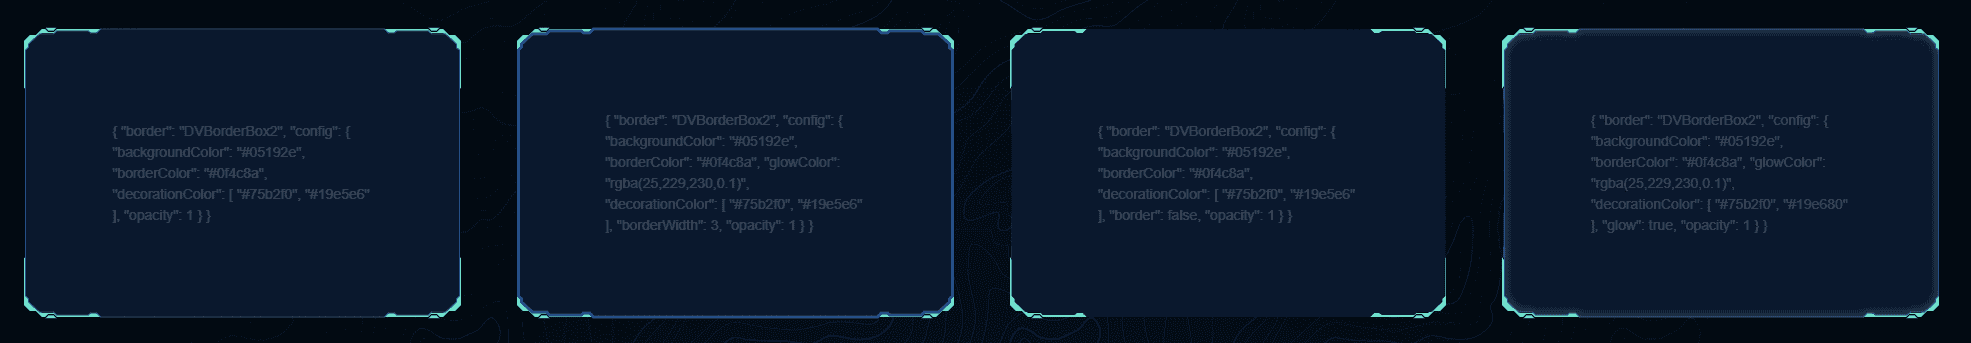 { "border": "DVBorderBox2", "config": {
"backgroundColor": "#05192e",
"borderColor": "#0f4c8a",
"decorationColor": [ "#75b2f0", "#19e5e6"
], "opacity": 1 } }
{ "border": "DVBorderBox2", "config": {
"backgroundColor": "#05192e",
"borderColor": "#0f4c8a", "glowColor":
"rgba(25,229,230,0.1)",
"decorationColor": [ "#75b2f0", "#19e5e6"
], "borderWidth": 3, "opacity": 1 } }
{ "border": "DVBorderBox2", "config": {
"backgroundColor": "#05192e",
"borderColor": "#0f4c8a",
"decorationColor": [ "#75b2f0", "#19e5e6"
], "border": false, "opacity": 1 } }
{ "border": "DVBorderBox2", "config": {
"backgroundColor": "#05192e",
"borderColor": "#0f4c8a", "glowColor":
"rgba(25,229,230,0.1)",
"decorationColor": [ "#75b2f0", "#19e680"
], "glow": true, "opacity": 1 } }